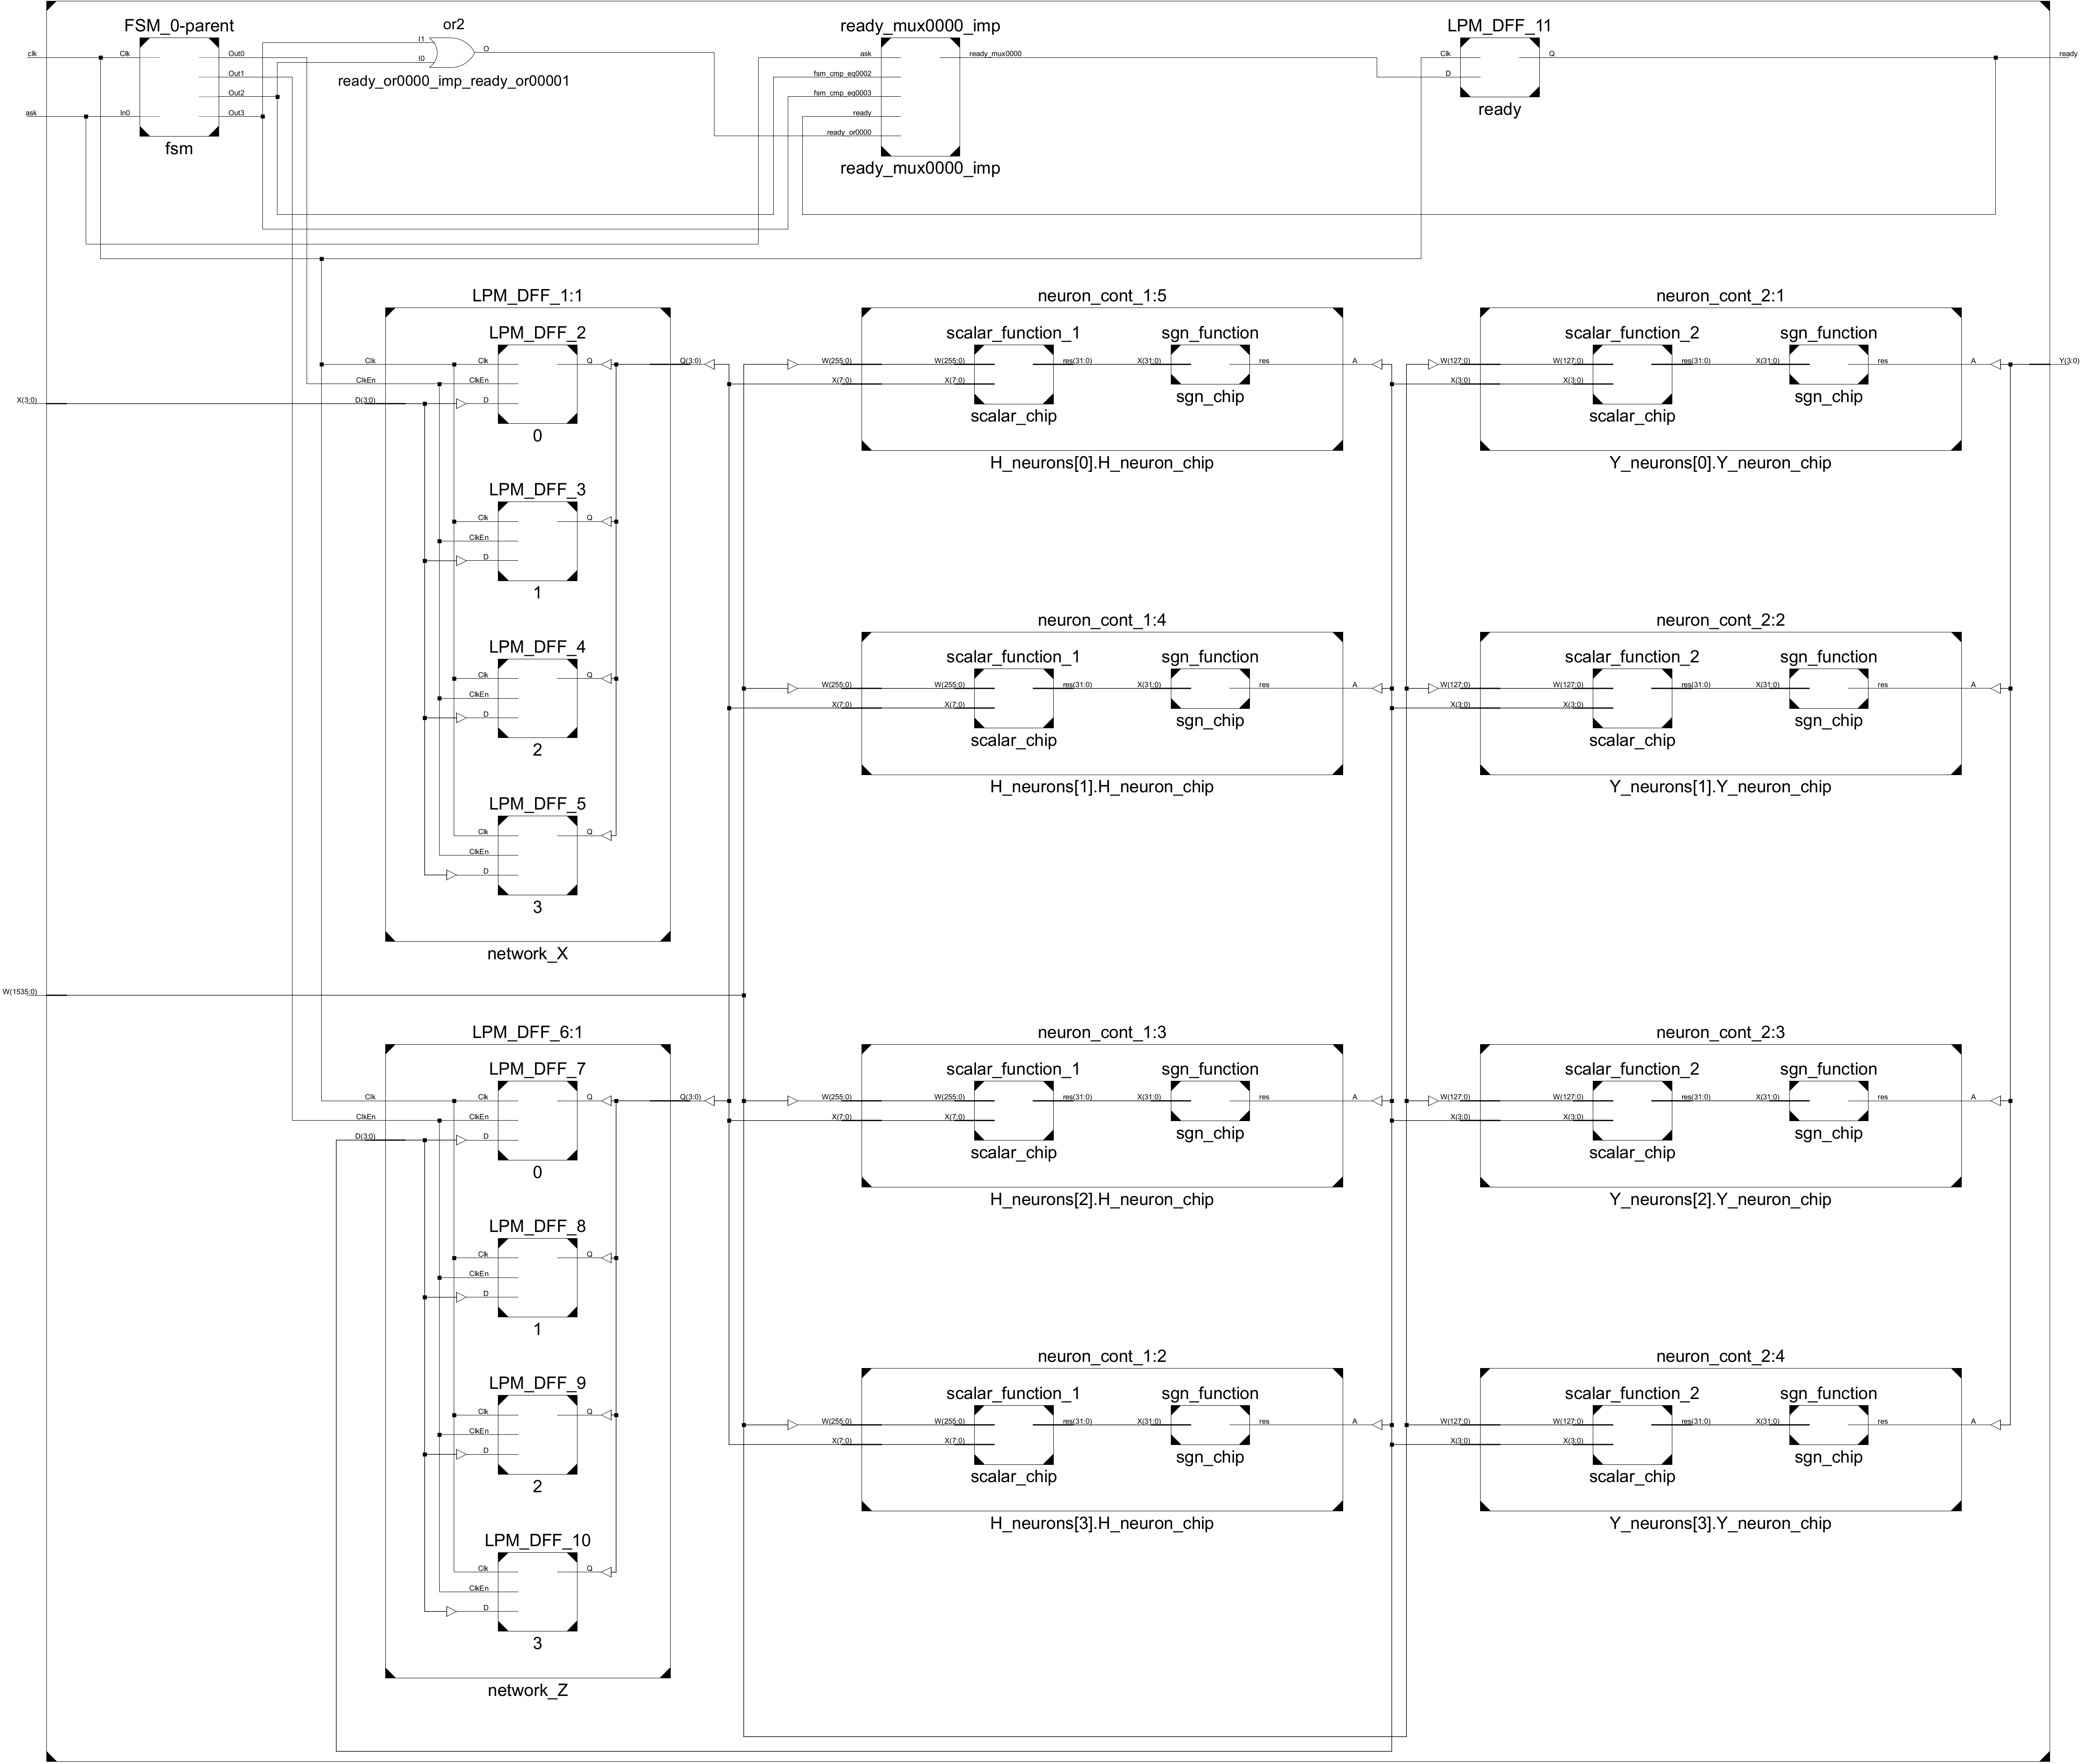 FSM_0-parent
clk
Clk
Out0
Out1
Out2
ask
In0
Out3
fsm
or2
I1
I0
O
ready_or0000_imp_ready_or00001
ready_mux0000_imp
ask
ready_mux0000
fsm_cmp_eq0002
fsm_cmp_eq0003
ready
ready_or0000
ready_mux0000_imp
LPM_DFF_11
Clk
Q
D
ready
ready
LPM_DFF_1:1
LPM_DFF_2
Clk
Clk
Q
Q(3:0)
ClkEn
ClkEn
X(3:0)
D(3:0)
D
0
LPM_DFF_3
Clk
Q
ClkEn
D
1
LPM_DFF_4
Clk
Q
ClkEn
D
2
LPM_DFF_5
Clk
Q
ClkEn
D
3
network_X
neuron_cont_1:5
scalar_function_1
sgn_function
W(255:0)
W(255:0)
res(31:0)
X(31:0)
res
A
X(7:0)
X(7:0)
sgn_chip
scalar_chip
H_neurons[0].H_neuron_chip
neuron_cont_2:1
scalar_function_2
sgn_function
W(127:0)
W(127:0)
res(31:0)
X(31:0)
res
A
Y(3:0)
X(3:0)
X(3:0)
sgn_chip
scalar_chip
Y_neurons[0].Y_neuron_chip
neuron_cont_1:4
scalar_function_1
sgn_function
W(255:0)
W(255:0)
res(31:0)
X(31:0)
res
A
X(7:0)
X(7:0)
sgn_chip
scalar_chip
H_neurons[1].H_neuron_chip
neuron_cont_2:2
scalar_function_2
sgn_function
W(127:0)
W(127:0)
res(31:0)
X(31:0)
res
A
X(3:0)
X(3:0)
sgn_chip
scalar_chip
Y_neurons[1].Y_neuron_chip
W(1535:0)
LPM_DFF_6:1
LPM_DFF_7
Clk
Clk
Q
Q(3:0)
ClkEn
ClkEn
D(3:0)
D
0
LPM_DFF_8
Clk
Q
ClkEn
D
1
LPM_DFF_9
Clk
Q
ClkEn
D
2
LPM_DFF_10
Clk
Q
ClkEn
D
3
network_Z
neuron_cont_1:3
scalar_function_1
sgn_function
W(255:0)
W(255:0)
res(31:0)
X(31:0)
res
A
X(7:0)
X(7:0)
sgn_chip
scalar_chip
H_neurons[2].H_neuron_chip
neuron_cont_2:3
scalar_function_2
sgn_function
W(127:0)
W(127:0)
res(31:0)
X(31:0)
res
A
X(3:0)
X(3:0)
sgn_chip
scalar_chip
Y_neurons[2].Y_neuron_chip
neuron_cont_1:2
scalar_function_1
sgn_function
W(255:0)
W(255:0)
res(31:0)
X(31:0)
res
A
X(7:0)
X(7:0)
sgn_chip
scalar_chip
H_neurons[3].H_neuron_chip
neuron_cont_2:4
scalar_function_2
sgn_function
W(127:0)
W(127:0)
res(31:0)
X(31:0)
res
A
X(3:0)
X(3:0)
sgn_chip
scalar_chip
Y_neurons[3].Y_neuron_chip